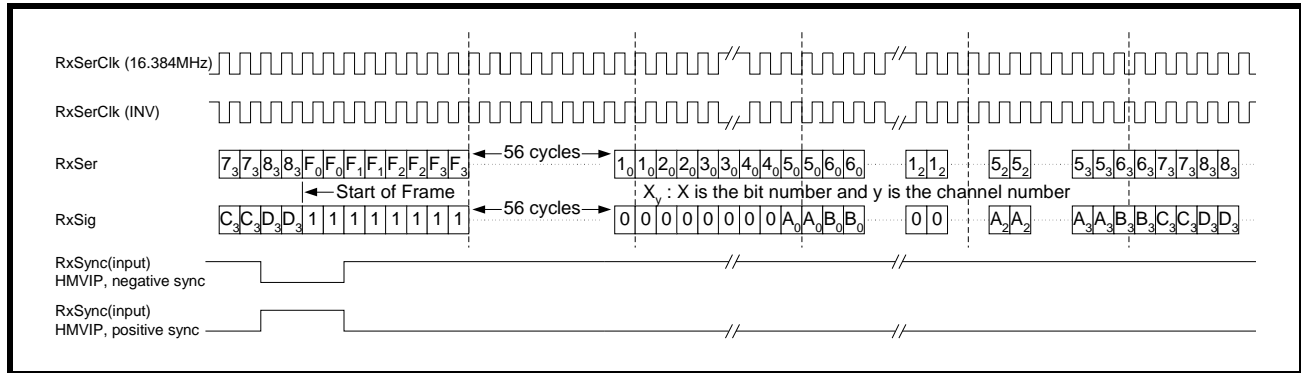 RxSerClk (16.384MHz)
RxSerClk (INV)
RxSer 7₃ 7₃ 8₃ 8₃ F₀ F₀ F₁ F₁ F₂ F₂ F₃ F₃ 56 cycles 1₀ 1₀ 2₀ 2₀ 3₀ 3₀ 4₀ 4₀ 5₀ 5₀ 6₀ 6₀ 1₂ 1₂ 5₂ 5₂ 5₃ 5₃ 6₃ 6₃ 7₃ 7₃ 8₃ 8₃
Start of Frame Xᵧ : X is the bit number and y is the channel number
RxSig C₃ C₃ D₃ D₃ 1 1 1 1 1 1 1 1 56 cycles 0 0 0 0 0 0 0 0 A₀ A₀ B₀ B₀ 0 0 A₂ A₂ A₃ A₃ B₃ B₃ C₃ C₃ D₃ D₃
RxSync(input)
HMVIP, negative sync
RxSync(input)
HMVIP, positive sync